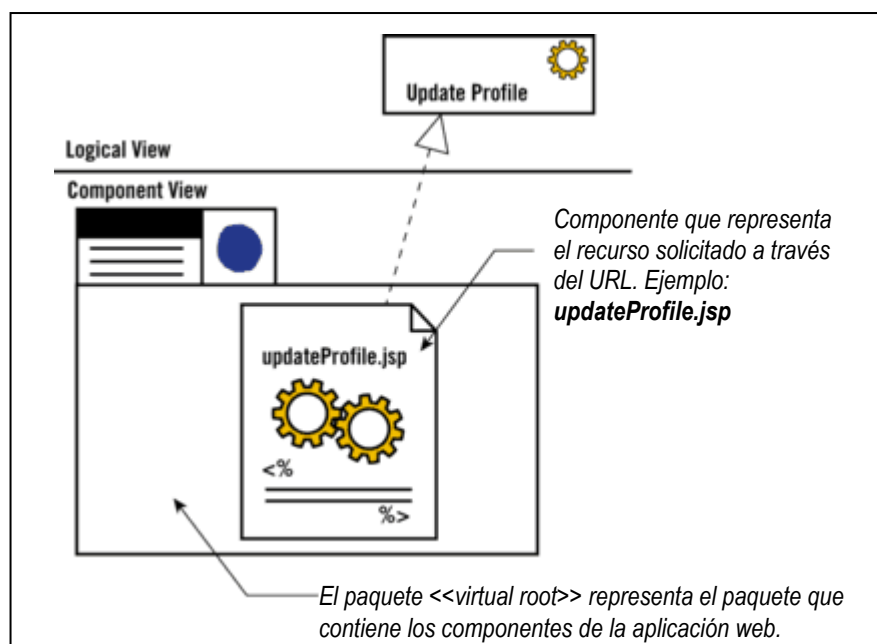 Update Profile
Logical View
Component View
Componente que representa
el recurso solicitado a través
del URL. Ejemplo:
updateProfile.jsp
updateProfile.jsp
<%
%>
El paquete <<virtual root>> representa el paquete que
contiene los componentes de la aplicación web.